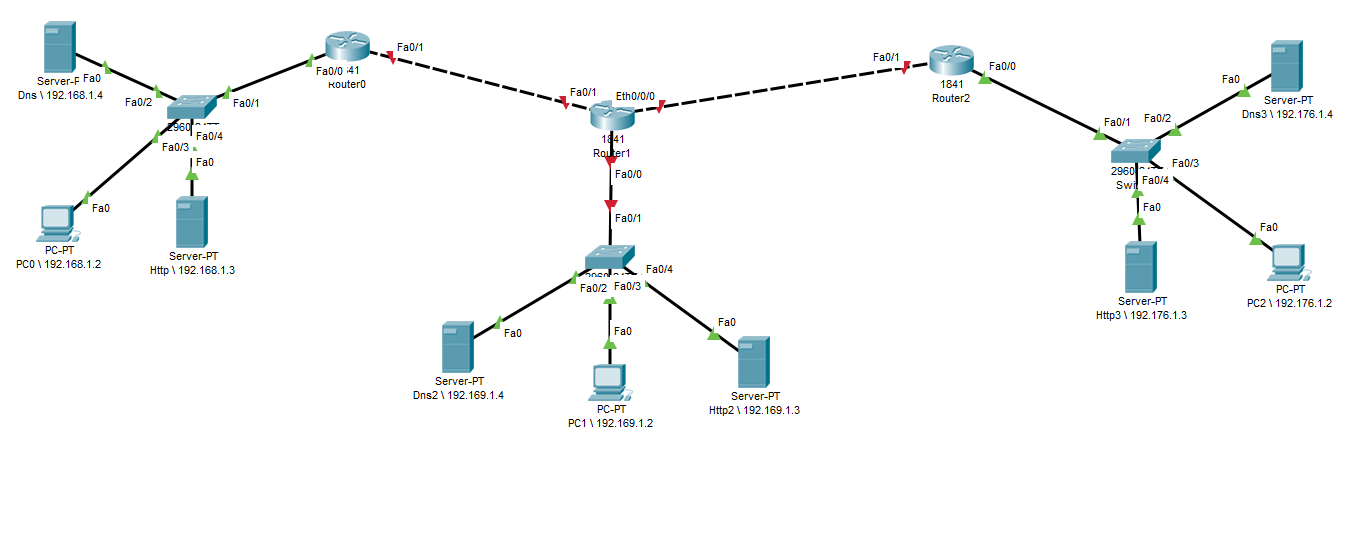 Server-P
Dns \ 192.168.1.4
Fa0
Fa0/2
Fa0/1
Fa0/4
Fa0/3
Fa0
Fa0
PC-PT
PC0 \ 192.168.1.2
Server-PT
Http \ 192.168.1.3
Fa0/0
Fa0/1
Fa0/1
Eth0/0/0
Router1
Fa0/0
Fa0/1
Fa0/2
Fa0/3
Fa0/4
Fa0
Fa0
Fa0
Server-PT
Dns2 \ 192.169.1.4
PC-PT
PC1 \ 192.169.1.2
Server-PT
Http2 \ 192.169.1.3
Fa0/1
1841
Router2
Fa0/0
Fa0/1
Fa0/2
Fa0/3
Fa0/4
Fa0
Server-PT
Dns3 \ 192.176.1.4
Fa0
Fa0
Server-PT
Http3 \ 192.176.1.3
PC-PT
PC2 \ 192.176.1.2